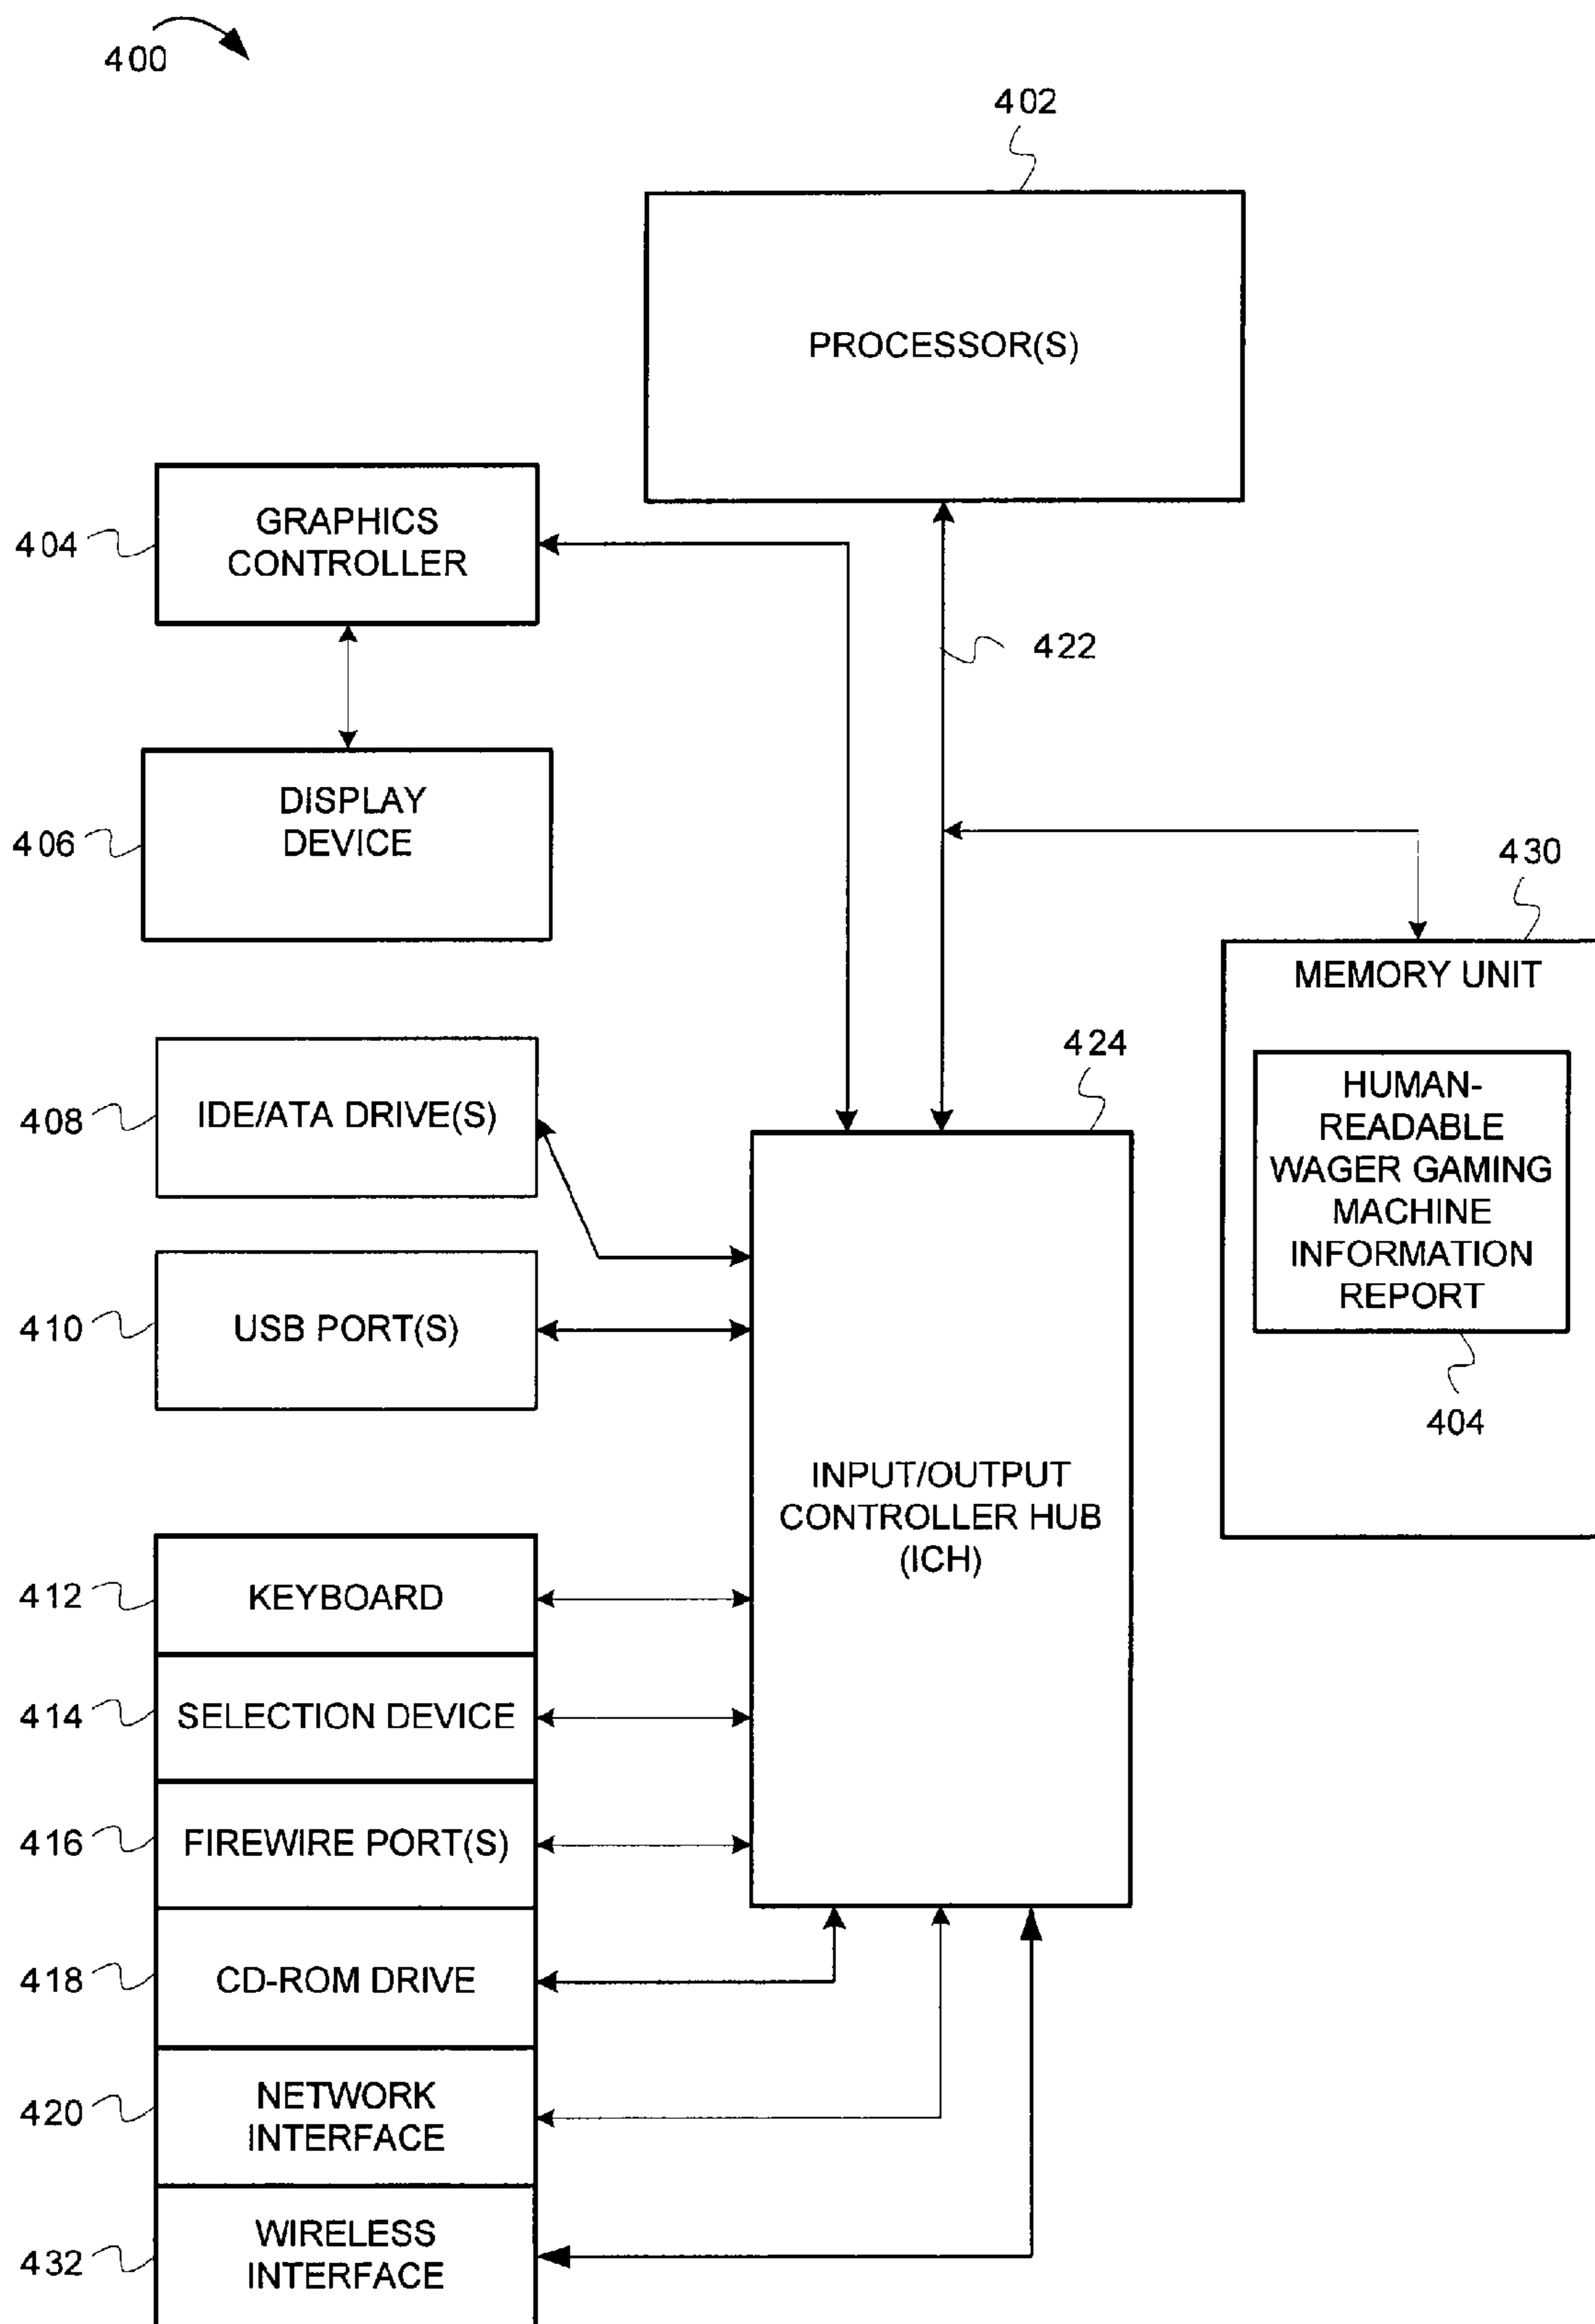 400
402
PROCESSOR(S)
404
GRAPHICS
CONTROLLER
422
406
DISPLAY
DEVICE
430
MEMORY UNIT
HUMAN-
READABLE
WAGER GAMING
MACHINE
INFORMATION
REPORT
404
424
408
IDE/ATA DRIVE(S)
410
USB PORT(S)
INPUT/OUTPUT
CONTROLLER HUB
(ICH)
412
KEYBOARD
414
SELECTION DEVICE
416
FIREWIRE PORT(S)
418
CD-ROM DRIVE
420
NETWORK
INTERFACE
432
WIRELESS
INTERFACE